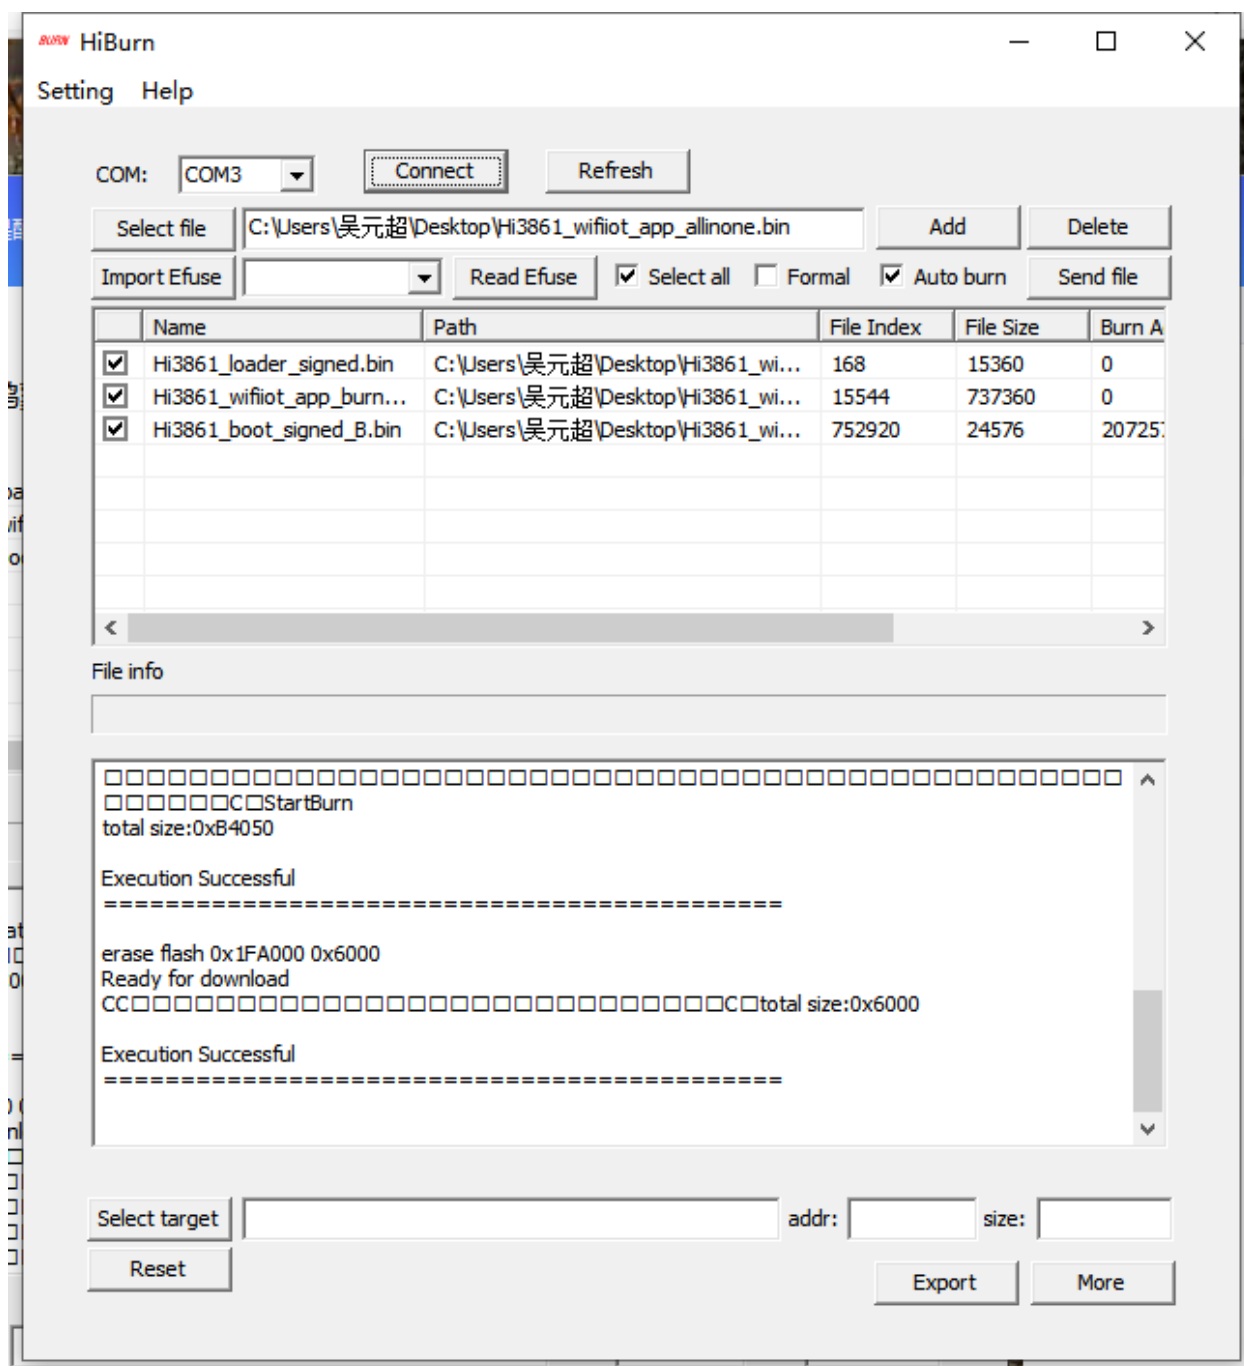 BURN HiBurn
Setting Help
COM: COM3 Connect Refresh
Select file C:\Users\吴元超\Desktop\Hi3861_wifiiot_app_allinone.bin Add Delete
Import Efuse Read Efuse Select all Formal Auto burn Send file
Name Path File Index File Size Burn A
Hi3861_loader_signed.bin C:\Users\吴元超\Desktop\Hi3861_wi... 168 15360 0
Hi3861_wifiiot_app_burn... C:\Users\吴元超\Desktop\Hi3861_wi... 15544 737360 0
Hi3861_boot_signed_B.bin C:\Users\吴元超\Desktop\Hi3861_wi... 752920 24576 207257
File info
□□□□□□□□□□□□□□□□□□□□□□□□□□□□□□□□□□□□□□□□□□□□□□□□
□□□□□□C□StartBurn
total size:0xB4050
Execution Successful
============================================
erase flash 0x1FA000 0x6000
Ready for download
CC□□□□□□□□□□□□□□□□□□□□□□□□□□□□C□total size:0x6000
Execution Successful
============================================
Select target addr: size:
Reset
Export More